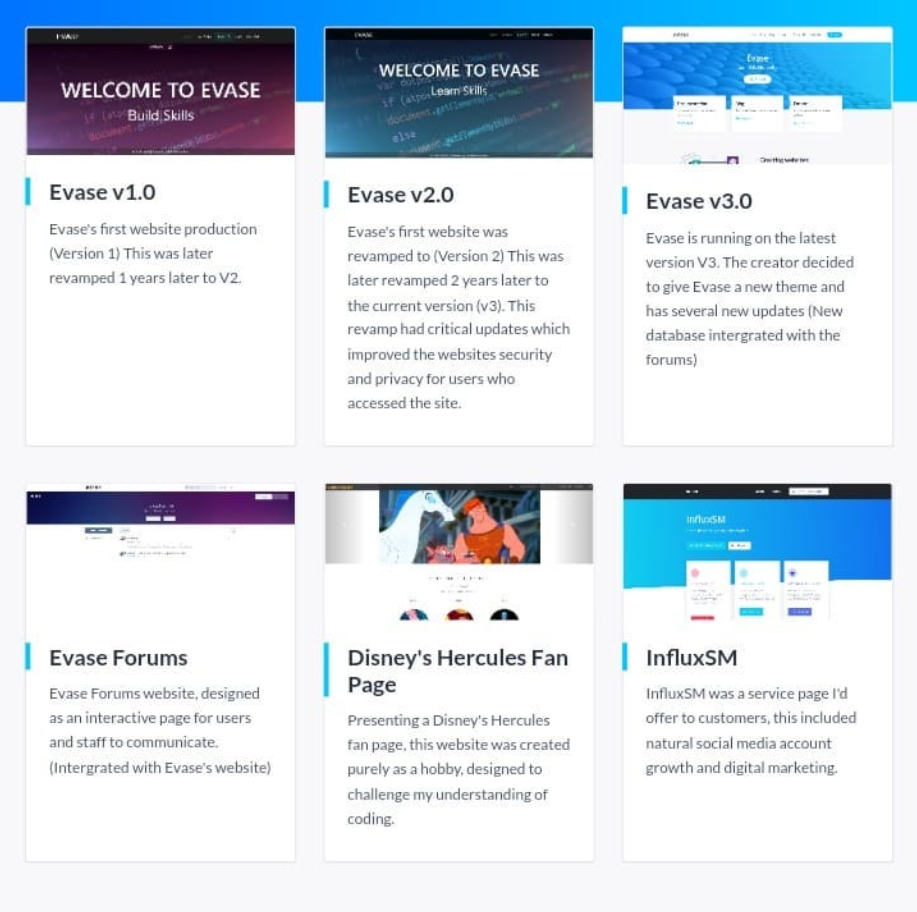 EVASE
WELCOME TO EVASE
Build Skills
EVASE
WELCOME TO EVASE
Learn Skills
if (
document.getElementById
else
Evase
Evase v1.0
Evase's first website production
(Version 1) This was later
revamped 1 years later to V2.
Evase v2.0
Evase's first website was
revamped to (Version 2) This was
later revamped 2 years later to
the current version (v3). This
revamp had critical updates which
improved the websites security
and privacy for users who
accessed the site.
Evase v3.0
Evase is running on the latest
version V3. The creator decided
to give Evase a new theme and
has several new updates (New
database intergrated with the
forums)
InfluxSM
Evase Forums
Evase Forums website, designed
as an interactive page for users
and staff to communicate.
(Intergrated with Evase's website)
Disney's Hercules Fan
Page
Presenting a Disney's Hercules
fan page, this website was created
purely as a hobby, designed to
challenge my understanding of
coding.
InfluxSM
InfluxSM was a service page I'd
offer to customers, this included
natural social media account
growth and digital marketing.